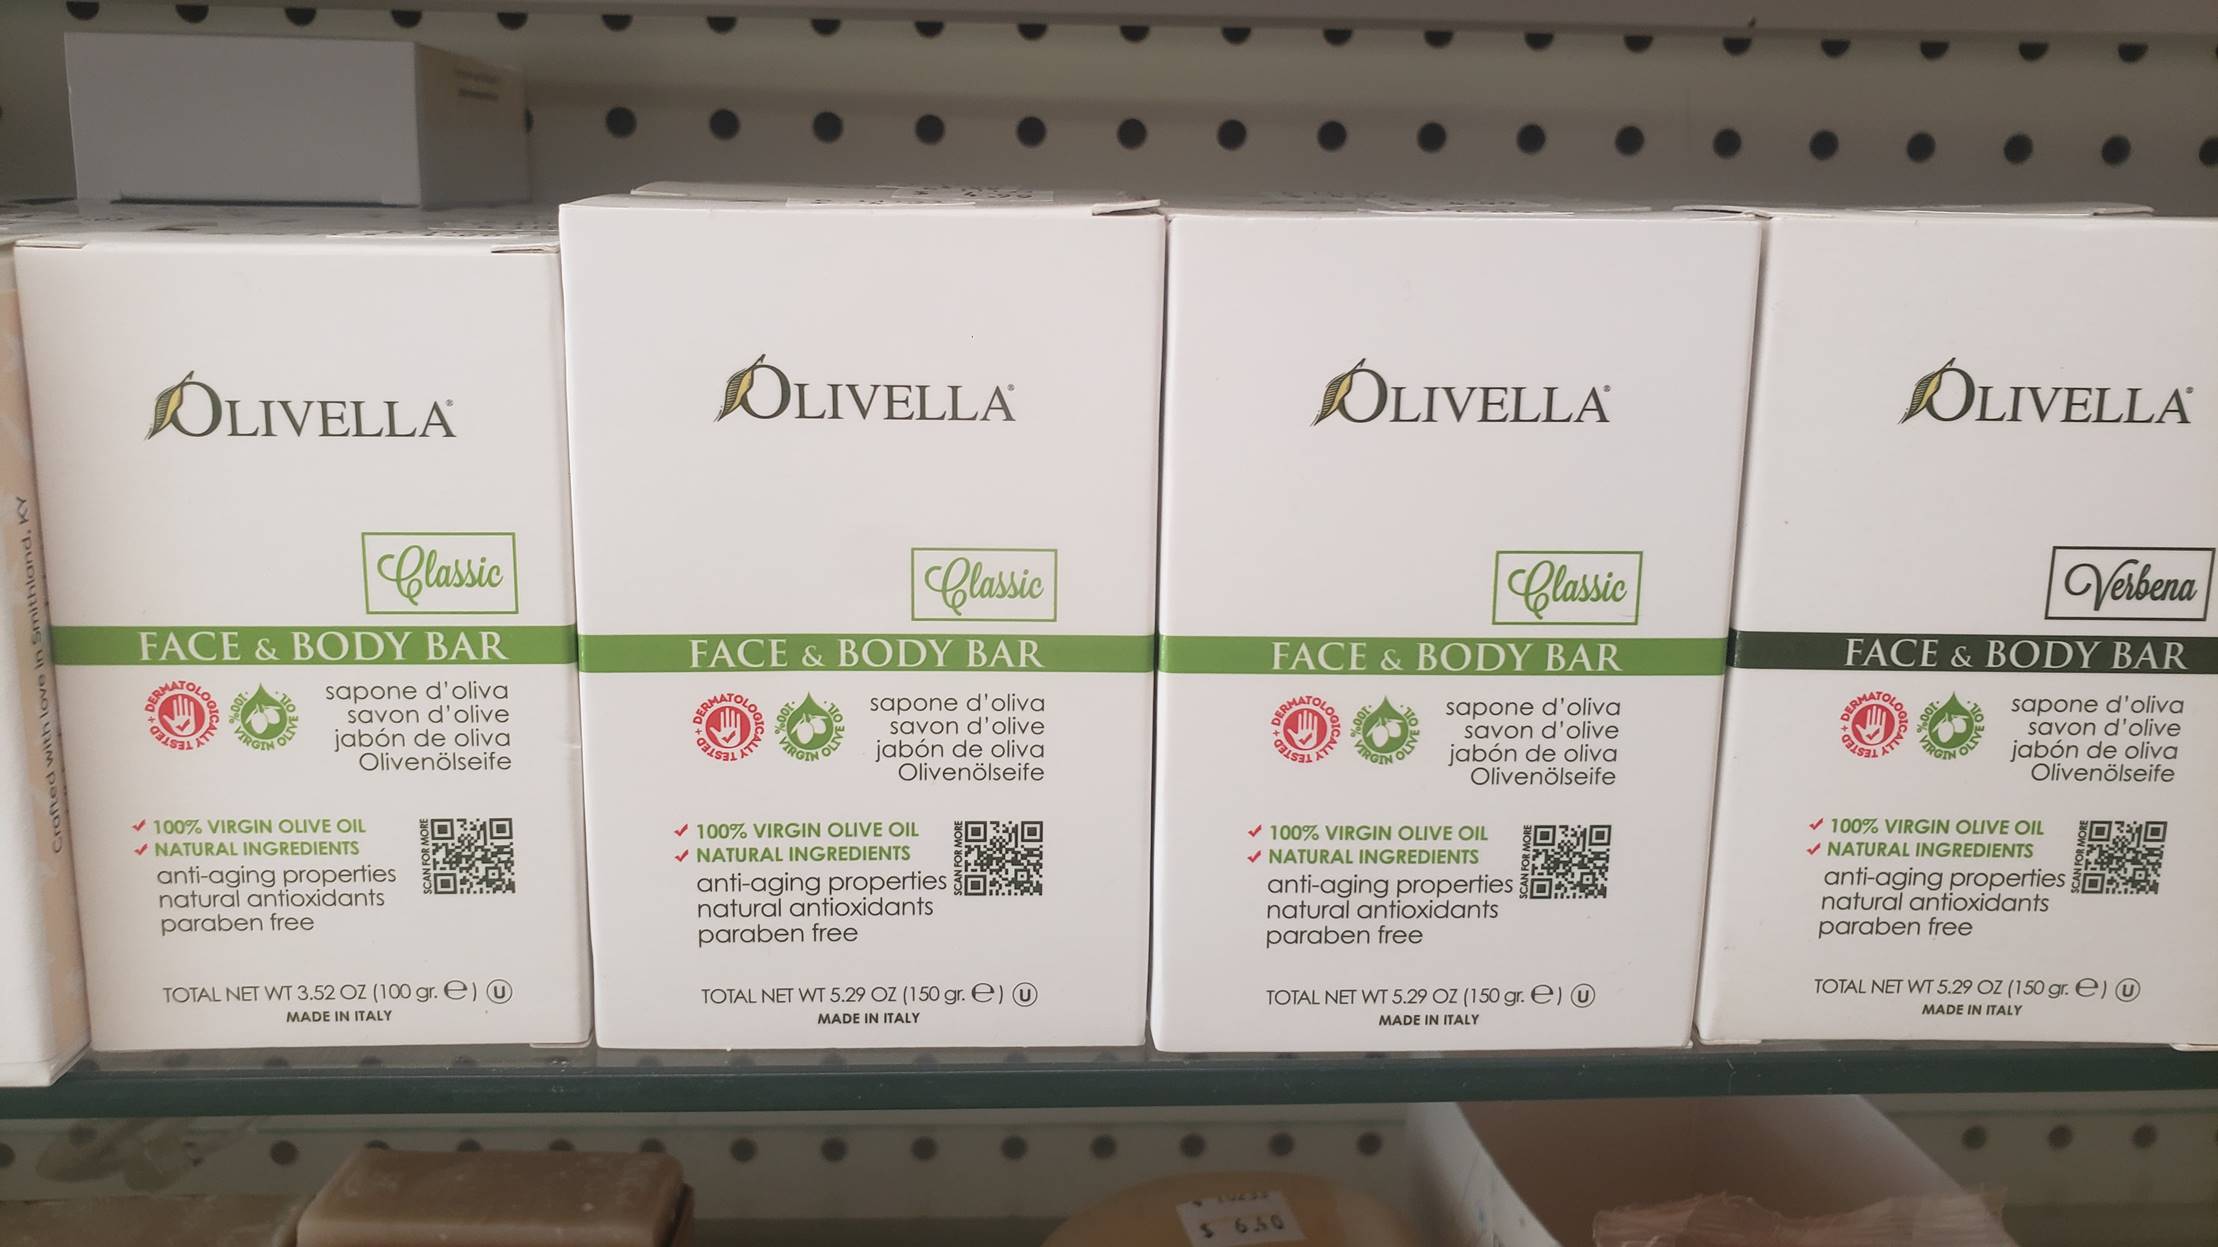 Crafted with love in Smithland, KY
OLIVELLA®
Classic
FACE & BODY BAR
DERMATOLOGICALLY TESTED +
100% VIRGIN OLIVE OIL
sapone d'oliva
savon d'olive
jabón de oliva
Olivenölseife
100% VIRGIN OLIVE OIL
NATURAL INGREDIENTS
anti-aging properties
natural antioxidants
paraben free
SCAN FOR MORE
TOTAL NET WT 3.52 OZ (100 gr. ℮) Ⓤ
MADE IN ITALY
OLIVELLA®
Classic
FACE & BODY BAR
DERMATOLOGICALLY TESTED +
100% VIRGIN OLIVE OIL
sapone d'oliva
savon d'olive
jabón de oliva
Olivenölseife
100% VIRGIN OLIVE OIL
NATURAL INGREDIENTS
anti-aging properties
natural antioxidants
paraben free
SCAN FOR MORE
TOTAL NET WT 5.29 OZ (150 gr. ℮) Ⓤ
MADE IN ITALY
OLIVELLA®
Classic
FACE & BODY BAR
DERMATOLOGICALLY TESTED +
100% VIRGIN OLIVE OIL
sapone d'oliva
savon d'olive
jabón de oliva
Olivenölseife
100% VIRGIN OLIVE OIL
NATURAL INGREDIENTS
anti-aging properties
natural antioxidants
paraben free
SCAN FOR MORE
TOTAL NET WT 5.29 OZ (150 gr. ℮) Ⓤ
MADE IN ITALY
OLIVELLA®
Verbena
FACE & BODY BAR
DERMATOLOGICALLY TESTED +
100% VIRGIN OLIVE OIL
sapone d'oliva
savon d'olive
jabón de oliva
Olivenölseife
100% VIRGIN OLIVE OIL
NATURAL INGREDIENTS
anti-aging properties
natural antioxidants
paraben free
SCAN FOR MORE
TOTAL NET WT 5.29 OZ (150 gr. ℮) Ⓤ
MADE IN ITALY
$ 6.50